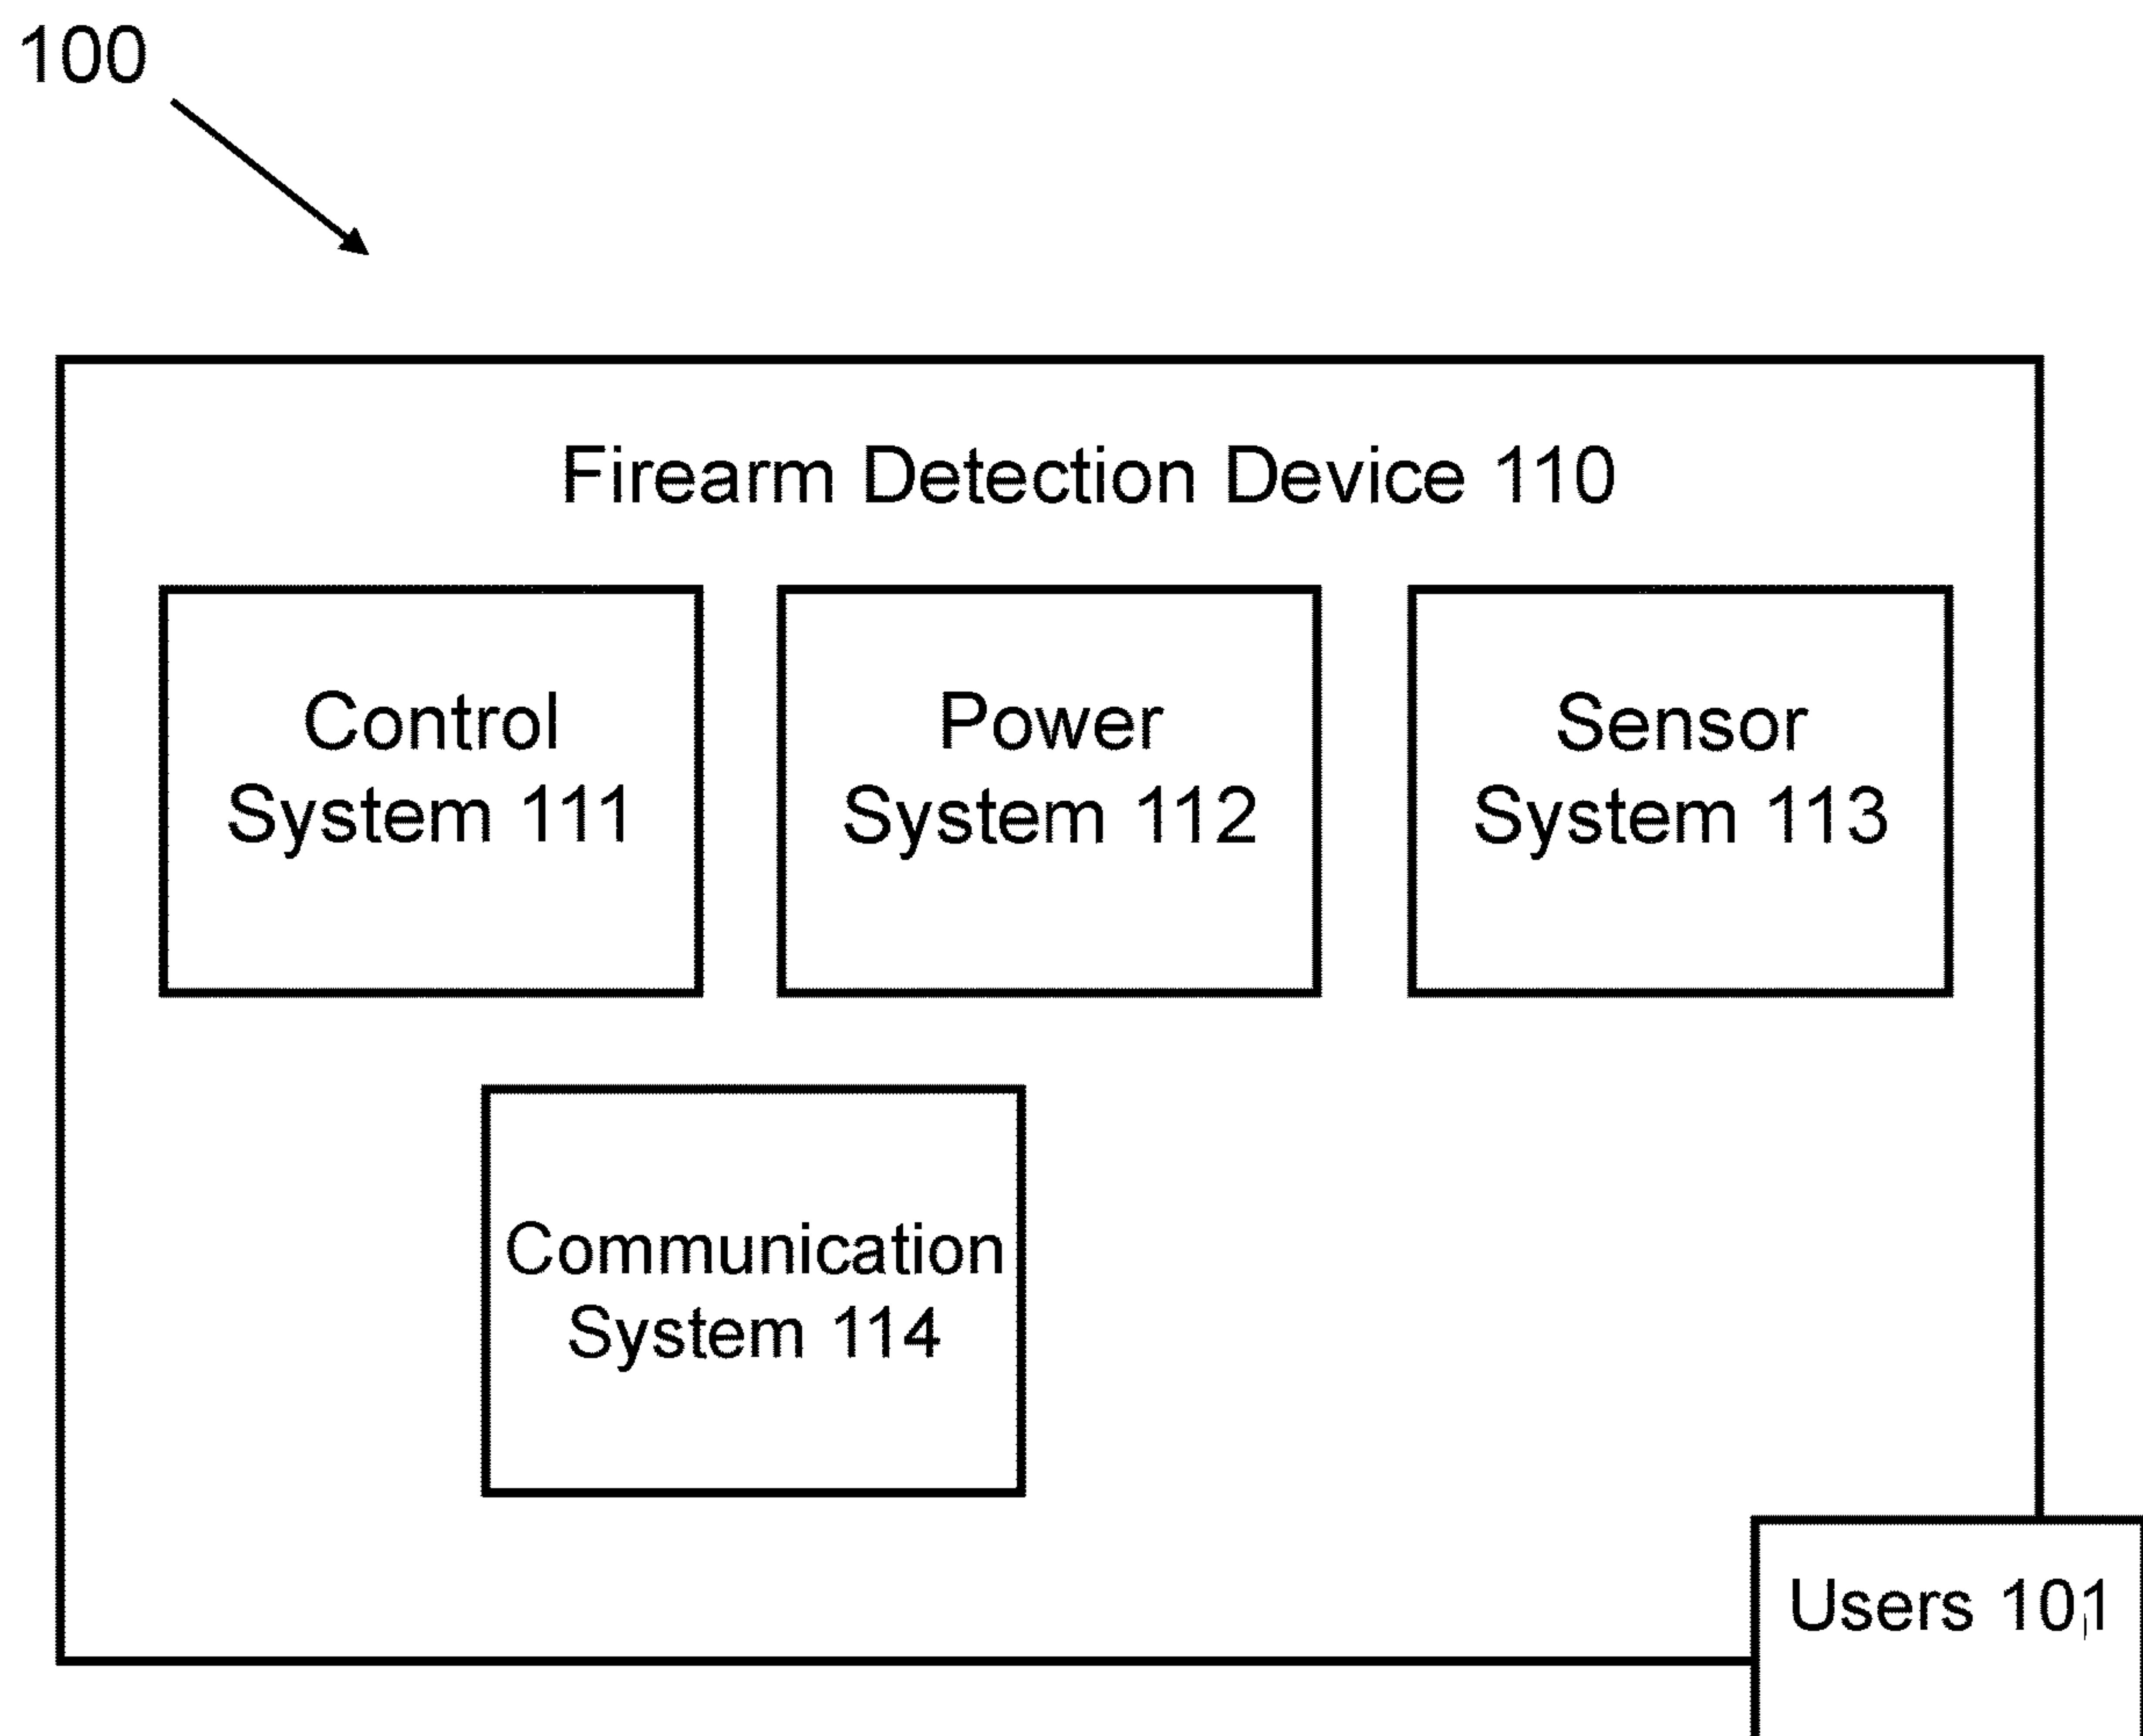 100
Firearm Detection Device 110
Control
System 111
Power
System 112
Sensor
System 113
Communication
System 114
Users 101